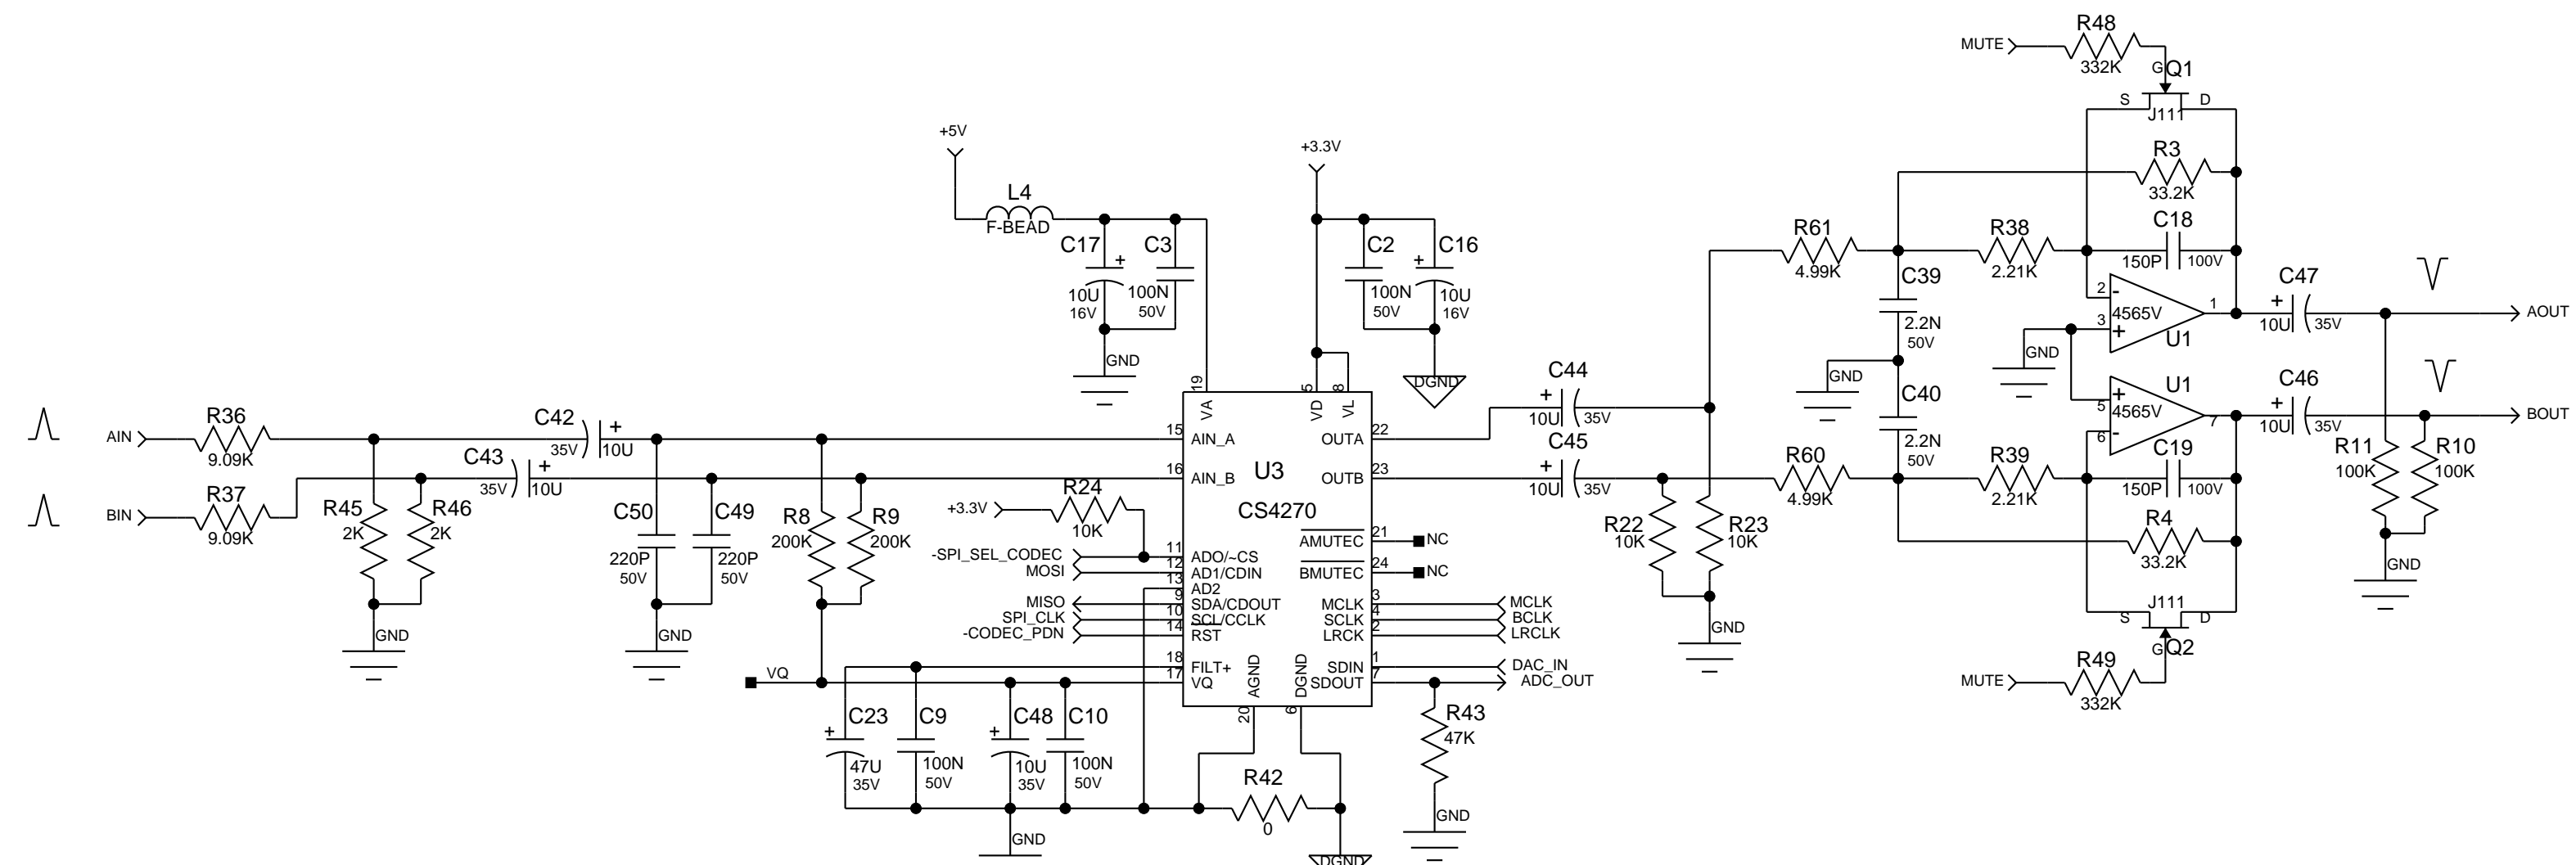 R48
MUTE
332K
G
Q1
S
D
J111
+5V
+3.3V
R3
33.2K
L4
F-BEAD
C17
+
10U
16V
C3
100N
50V
C2
100N
50V
C16
+
10U
16V
R61
4.99K
R38
2.21K
C18
150P
100V
C39
2.2N
50V
2
-
4565V
3
+
1
U1
C47
+
10U
35V
AOUT
GND
GND
DGND
GND
GND
19
5
8
VA
VD
VL
C44
+
10U
35V
C40
2.2N
50V
U1
+
5
4565V
6
-
7
C46
+
10U
35V
BOUT
AIN
R36
9.09K
C42
35V
+
10U
15
AIN_A
OUTA
22
C43
35V
+
10U
16
AIN_B
U3
OUTB
23
C45
+
10U
35V
R60
4.99K
R39
2.21K
C19
150P
100V
R11
100K
R10
100K
BIN
R37
9.09K
R45
2K
R46
2K
C50
220P
50V
C49
220P
50V
R8
200K
R9
200K
+3.3V
R24
10K
CS4270
R22
10K
R23
10K
R4
33.2K
AMUTEC
21
NC
-SPI_SEL_CODEC
11
ADO/~CS
MOSI
12
AD1/CDIN
BMUTEC
24
NC
13
AD2
MISO
9
SDA/CDOUT
MCLK
3
MCLK
SPI_CLK
10
SCL/CCLK
SCLK
4
BCLK
-CODEC_PDN
14
RST
LRCK
2
LRCLK
GND
GND
GND
GND
J111
S
D
G
Q2
MUTE
R49
332K
18
FILT+
SDIN
1
DAC_IN
VQ
17
VQ
SDOUT
7
ADC_OUT
AGND
DGND
20
6
C23
+
47U
35V
C9
100N
50V
C48
+
10U
35V
C10
100N
50V
R43
47K
R42
0
GND
GND
DGND